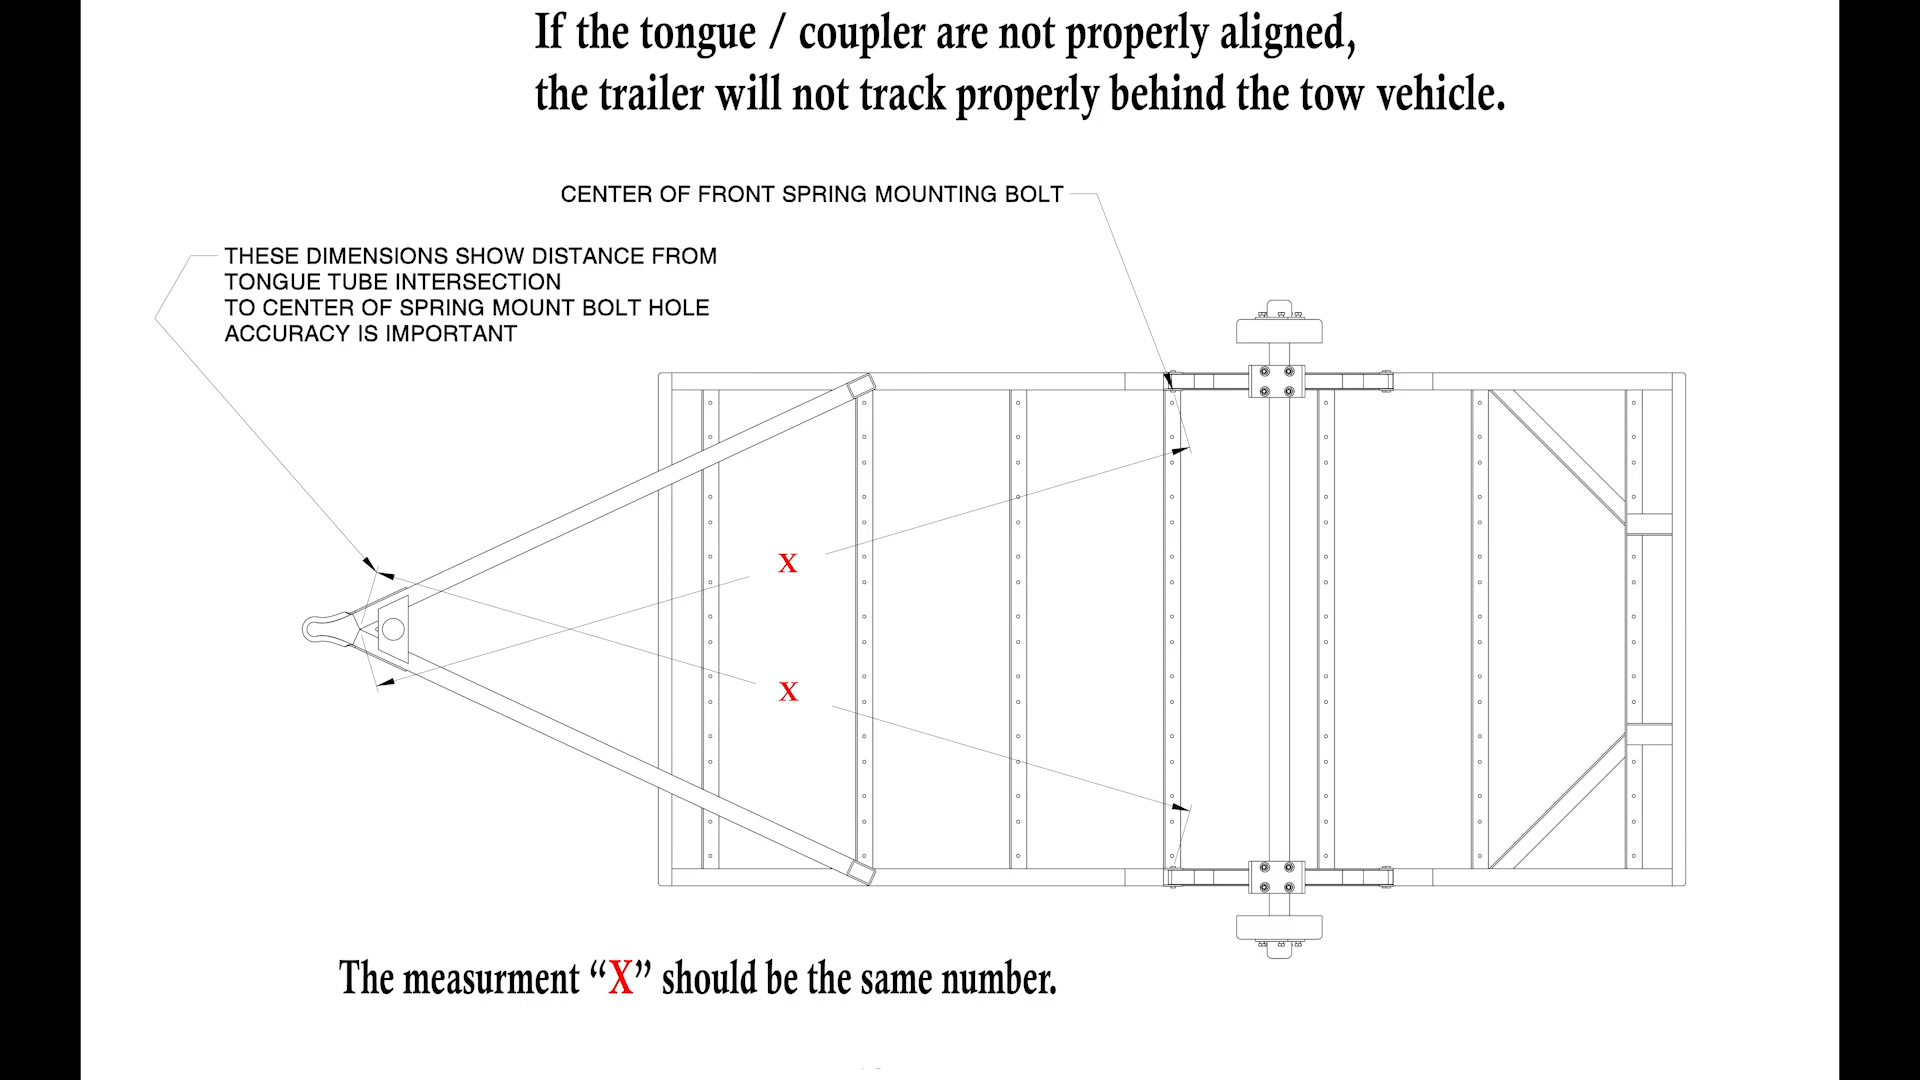 If the tongue / coupler are not properly aligned,
the trailer will not track properly behind the tow vehicle.
CENTER OF FRONT SPRING MOUNTING BOLT
THESE DIMENSIONS SHOW DISTANCE FROM
TONGUE TUBE INTERSECTION
TO CENTER OF SPRING MOUNT BOLT HOLE
ACCURACY IS IMPORTANT
X
X
The measurment “X” should be the same number.